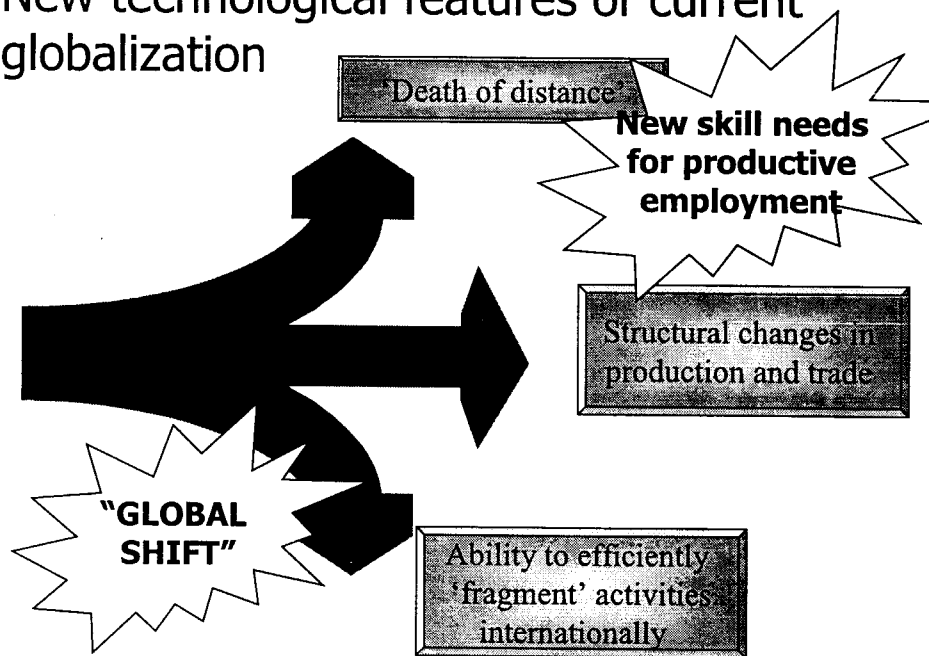 New technological features of current
globalization
'Death of distance'
New skill needs
for productive
employment
Structural changes in
production and trade
"GLOBAL
SHIFT"
Ability to efficiently
'fragment' activities
internationally